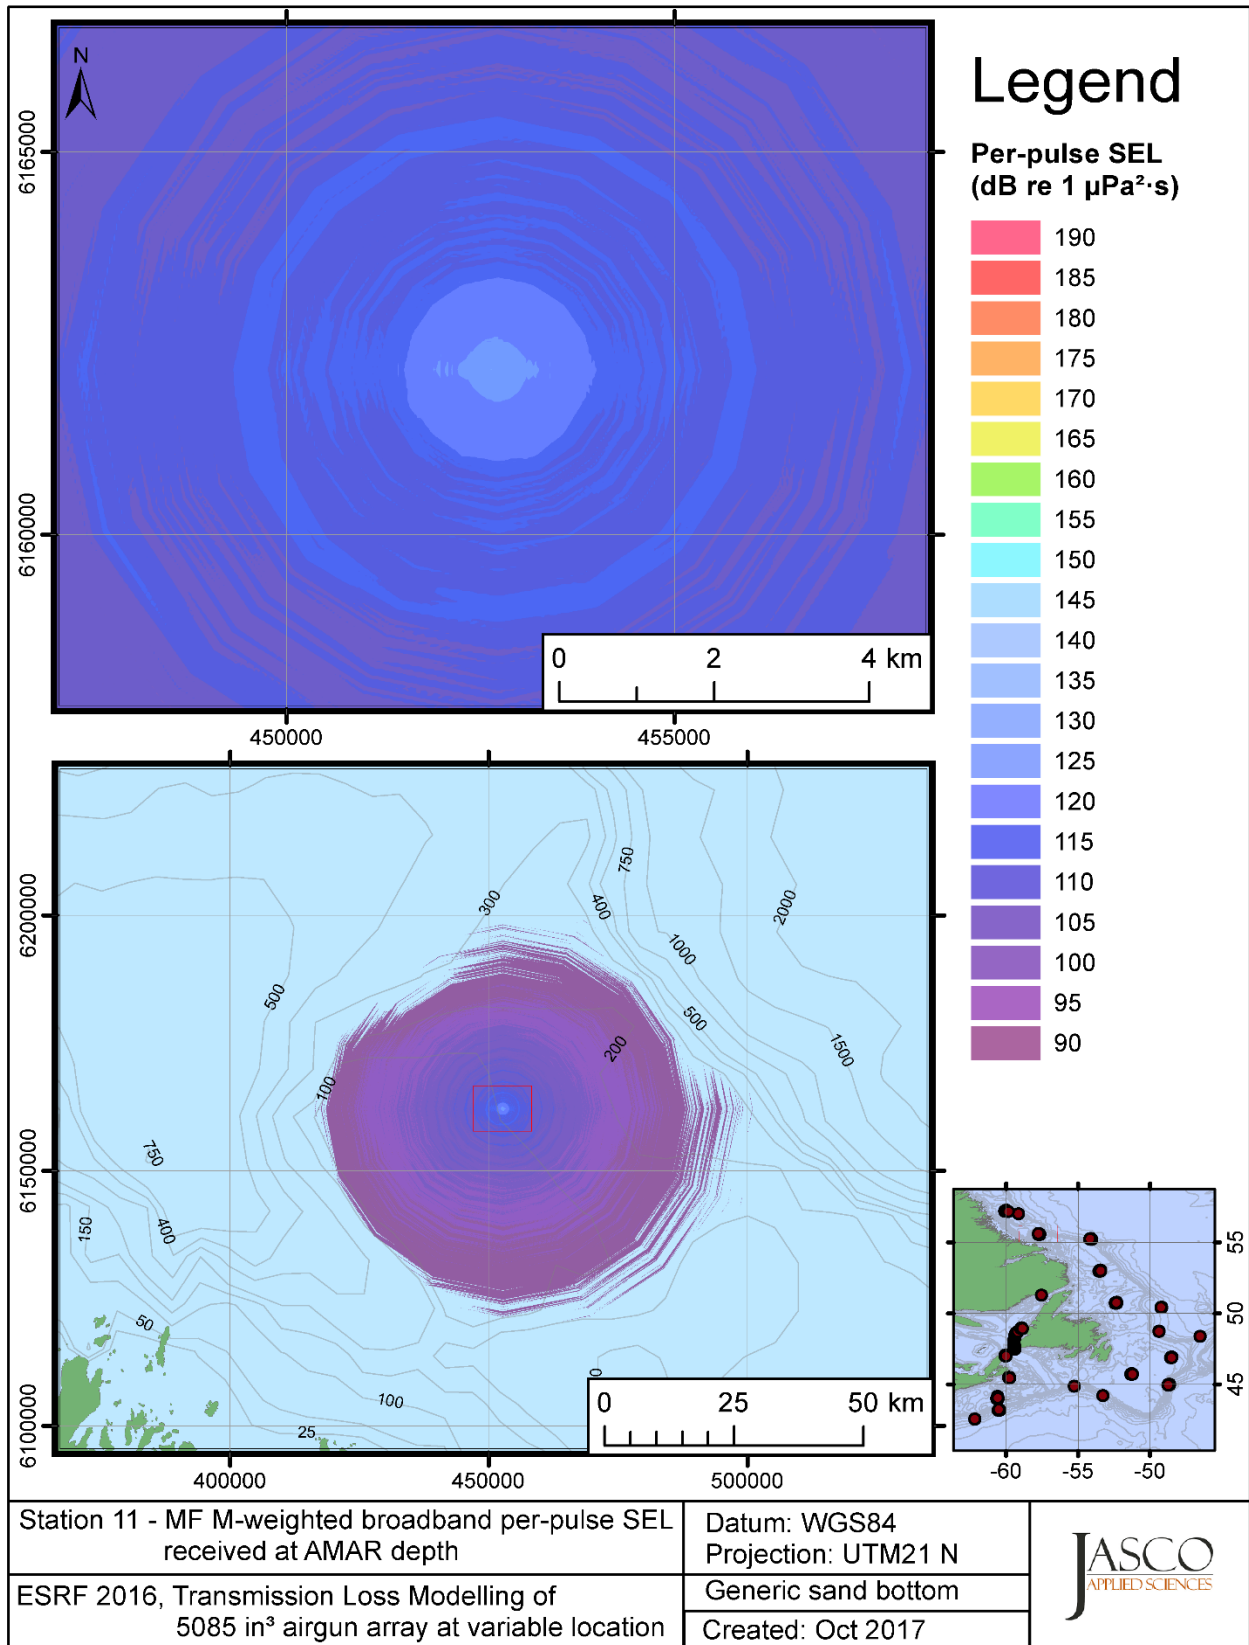 N
6165000
6160000
0 2 4 km
450000 455000
Legend
Per-pulse SEL
(dB re 1 µPa²·s)
190
185
180
175
170
165
160
155
150
145
140
135
130
125
120
115
110
105
100
95
90
6200000
6150000
6100000
300
750
400
2000
1000
500
500
200
1500
100
750
150
400
50
100
25
0 25 50 km
400000 450000 500000
55
50
45
-60 -55 -50
Station 11 - MF M-weighted broadband per-pulse SEL
received at AMAR depth
ESRF 2016, Transmission Loss Modelling of
5085 in³ airgun array at variable location
Datum: WGS84
Projection: UTM21 N
Generic sand bottom
Created: Oct 2017
JASCO
APPLIED SCIENCES